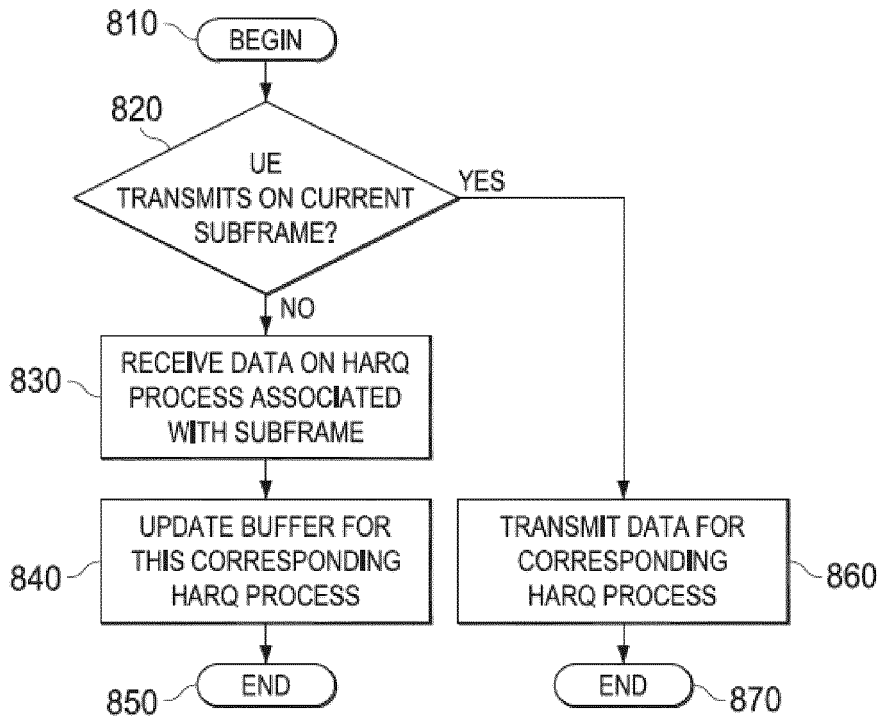 810
BEGIN
820
UE
TRANSMITS ON CURRENT
SUBFRAME?
YES
NO
830
RECEIVE DATA ON HARQ
PROCESS ASSOCIATED
WITH SUBFRAME
840
UPDATE BUFFER FOR
THIS CORRESPONDING
HARQ PROCESS
TRANSMIT DATA FOR
CORRESPONDING
HARQ PROCESS
860
850
END
END
870